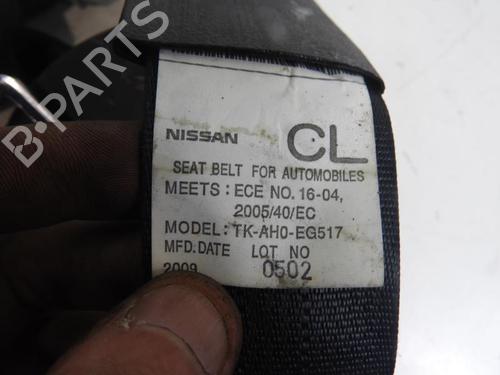 NISSAN CL
SEAT BELT FOR AUTOMOBILES
MEETS: ECE NO. 16-04,
2005/40/EC
MODEL: TK-AH0-EG517
MFD.DATE LOT NO
2009 0502
B-PARTS